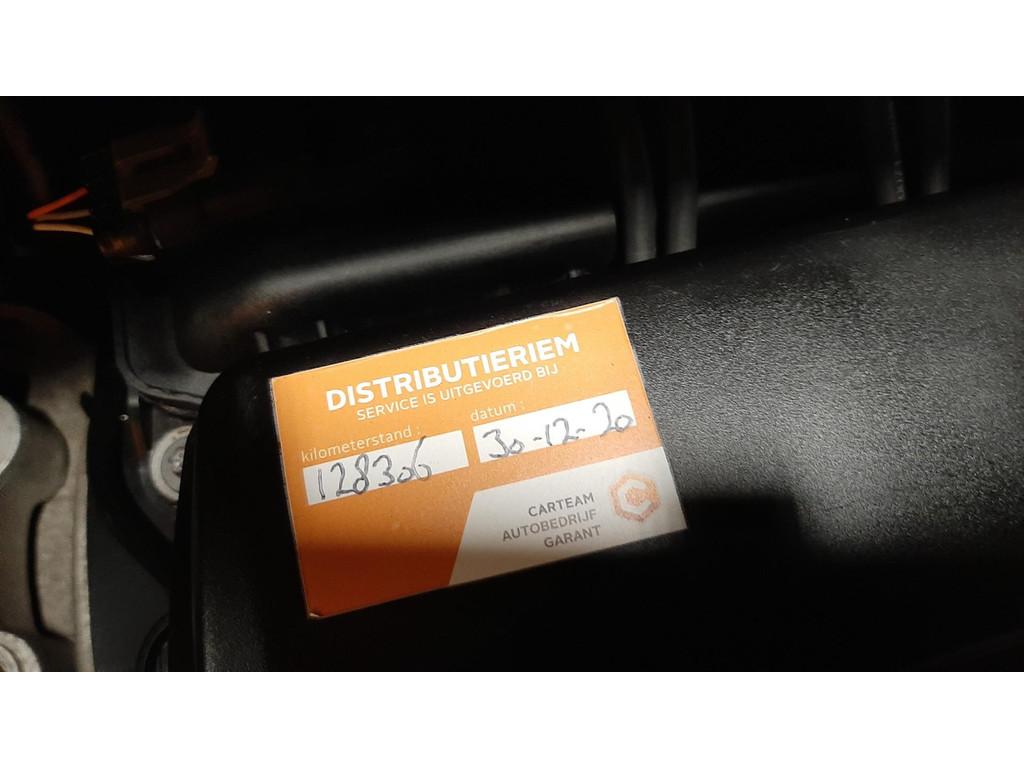 DISTRIBUTIERIEM
SERVICE IS UITGEVOERD BIJ
kilometerstand :
datum :
128306
30-12-20
CARTEAM
AUTOBEDRIJF
GARANT